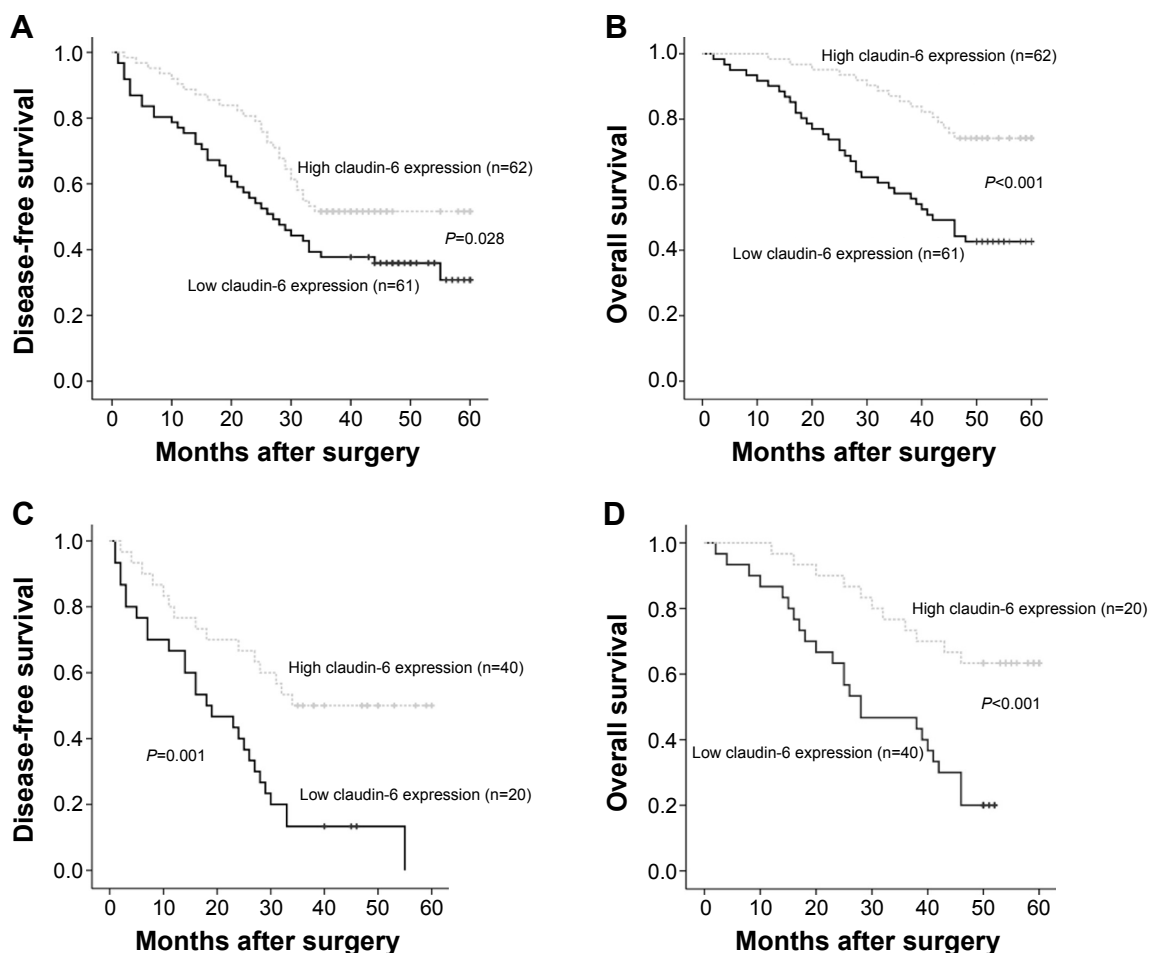 A
Disease-free survival
1.0
0.8
0.6
0.4
0.2
0.0
High claudin-6 expression (n=62)
P=0.028
Low claudin-6 expression (n=61)
0 10 20 30 40 50 60
Months after surgery
B
Overall survival
1.0
0.8
0.6
0.4
0.2
0.0
High claudin-6 expression (n=62)
P<0.001
Low claudin-6 expression (n=61)
0 10 20 30 40 50 60
Months after surgery
C
Disease-free survival
1.0
0.8
0.6
0.4
0.2
0.0
High claudin-6 expression (n=40)
P=0.001
Low claudin-6 expression (n=20)
0 10 20 30 40 50 60
Months after surgery
D
Overall survival
1.0
0.8
0.6
0.4
0.2
0.0
High claudin-6 expression (n=20)
P<0.001
Low claudin-6 expression (n=40)
0 10 20 30 40 50 60
Months after surgery